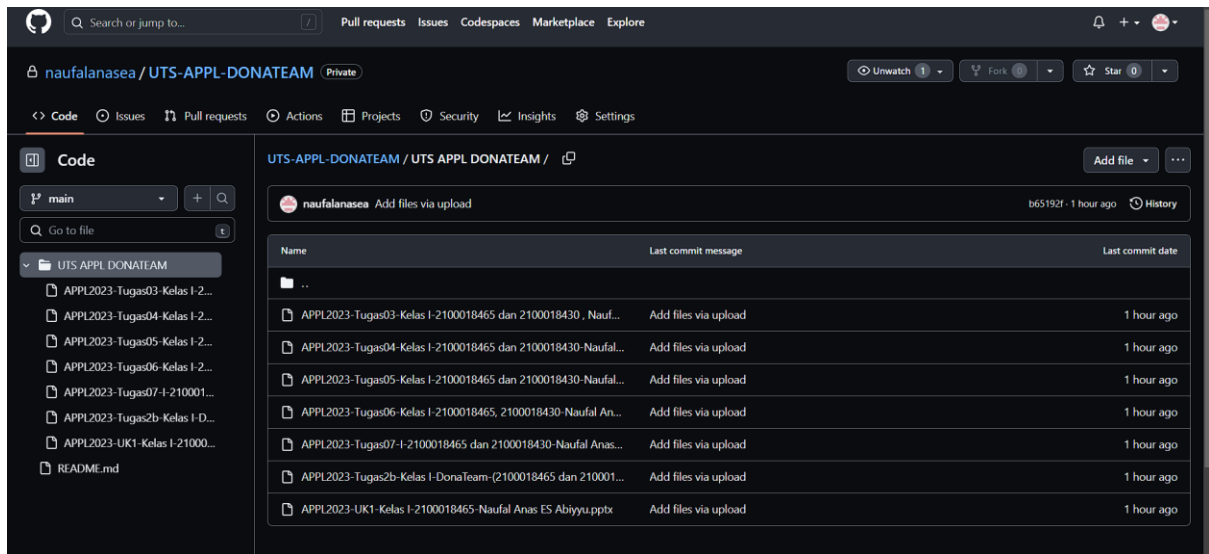 Search or jump to... / Pull requests Issues Codespaces Marketplace Explore
naufalanasea / UTS-APPL-DONATEAM Private Unwatch 1 Fork 0 Star 0
Code Issues Pull requests Actions Projects Security Insights Settings
Code
main
Go to file t
UTS APPL DONATEAM
APPL2023-Tugas03-Kelas I-2...
APPL2023-Tugas04-Kelas I-2...
APPL2023-Tugas05-Kelas I-2...
APPL2023-Tugas06-Kelas I-2...
APPL2023-Tugas07-I-210001...
APPL2023-Tugas2b-Kelas I-D...
APPL2023-UK1-Kelas I-21000...
README.md
UTS-APPL-DONATEAM / UTS APPL DONATEAM / Add file
naufalanasea Add files via upload b65192f · 1 hour ago History
Name Last commit message Last commit date
..
APPL2023-Tugas03-Kelas I-2100018465 dan 2100018430 , Nauf... Add files via upload 1 hour ago
APPL2023-Tugas04-Kelas I-2100018465 dan 2100018430-Naufal... Add files via upload 1 hour ago
APPL2023-Tugas05-Kelas I-2100018465 dan 2100018430-Naufal... Add files via upload 1 hour ago
APPL2023-Tugas06-Kelas I-2100018465, 2100018430-Naufal An... Add files via upload 1 hour ago
APPL2023-Tugas07-I-2100018465 dan 2100018430-Naufal Anas... Add files via upload 1 hour ago
APPL2023-Tugas2b-Kelas I-DonaTeam-(2100018465 dan 210001... Add files via upload 1 hour ago
APPL2023-UK1-Kelas I-2100018465-Naufal Anas ES Abiyyu.pptx Add files via upload 1 hour ago